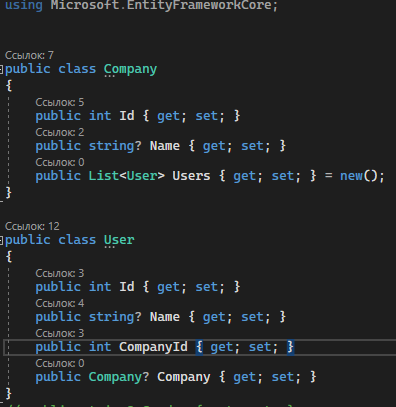 using Microsoft.EntityFrameworkCore;
Ссылок: 7
public class Company
{
Ссылок: 5
public int Id { get; set; }
Ссылок: 2
public string? Name { get; set; }
Ссылок: 0
public List<User> Users { get; set; } = new();
}
Ссылок: 12
public class User
{
Ссылок: 3
public int Id { get; set; }
Ссылок: 4
public string? Name { get; set; }
Ссылок: 3
public int CompanyId { get; set; }
Ссылок: 0
public Company? Company { get; set; }
}